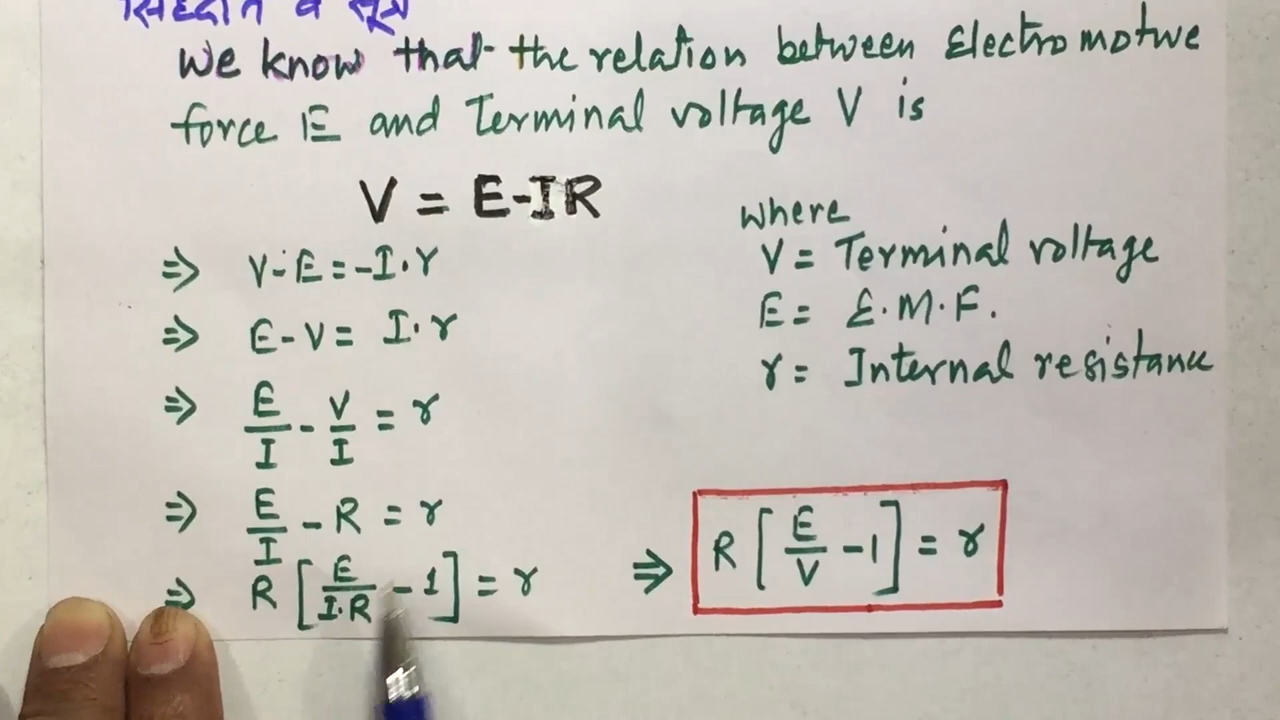 सिद्धांत व सूत्र
We know that the relation between Electromotive
force E and Terminal voltage V is
V = E-IR
⇒ V-E=-I·r
⇒ E-V= I·r
⇒ E/I - V/I = r
⇒ E/I - R = r
⇒ R [E/I·R - 1] = r
where
V= Terminal voltage
E= E.M.F.
r= Internal resistance
⇒ R [E/V - 1] = r